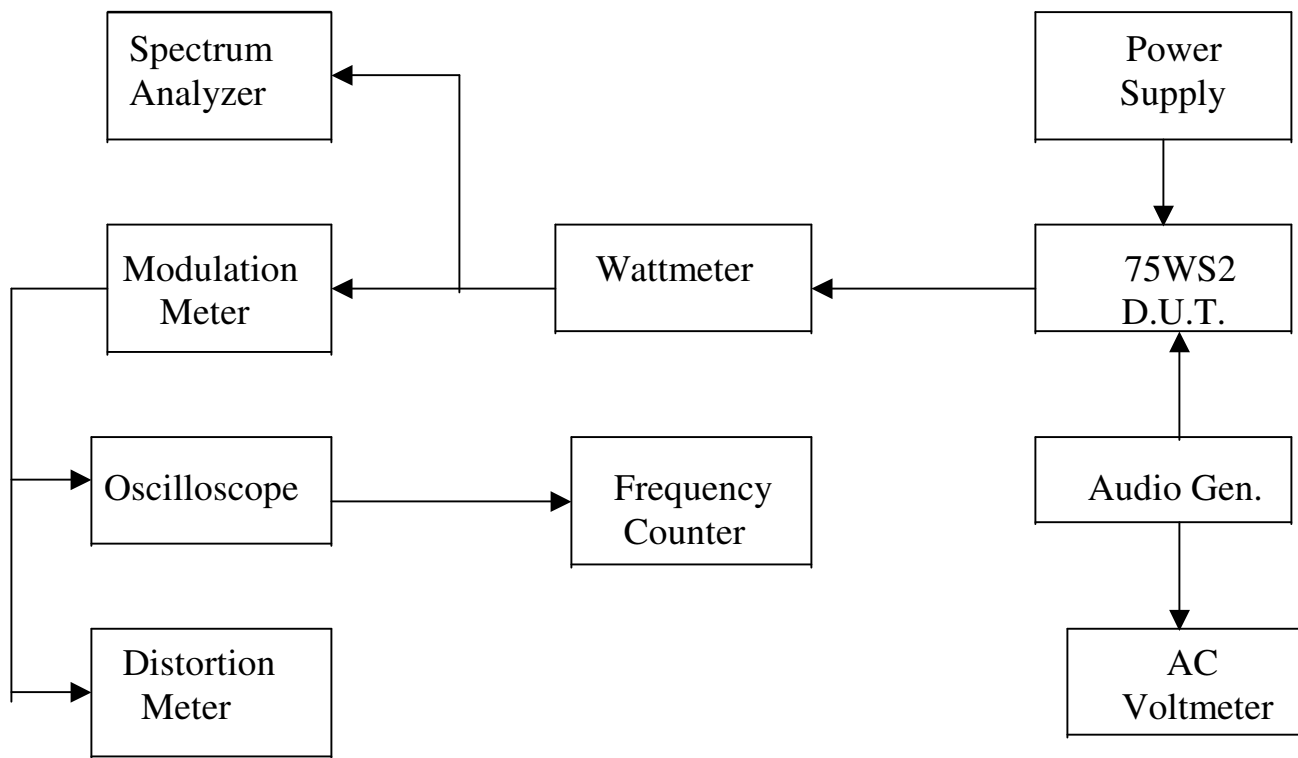 Spectrum
Analyzer
Power
Supply
Modulation
Meter
Wattmeter
75WS2
D.U.T.
Oscilloscope
Frequency
Counter
Audio Gen.
Distortion
Meter
AC
Voltmeter